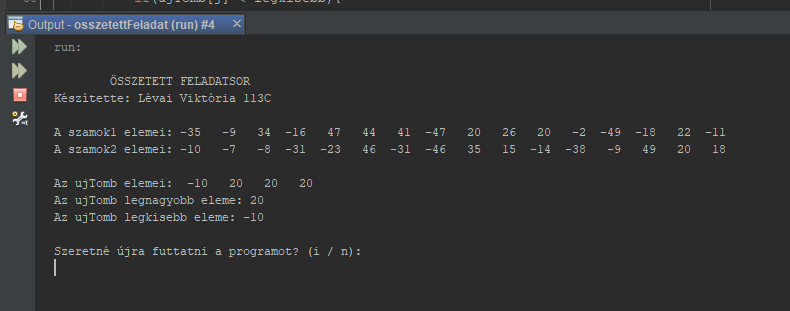 if(ujTomb[j] < legkisebb){
Output - osszetettFeladat (run) #4 ×
run:
ÖSSZETETT FELADATSOR
Készítette: Lévai Viktória 113C
A szamok1 elemei: -35 -9 34 -16 47 44 41 -47 20 26 20 -2 -49 -18 22 -11
A szamok2 elemei: -10 -7 -8 -31 -23 46 -31 -46 35 15 -14 -38 -9 49 20 18
Az ujTomb elemei: -10 20 20 20
Az ujTomb legnagyobb eleme: 20
Az ujTomb legkisebb eleme: -10
Szeretné újra futtatni a programot? (i / n):